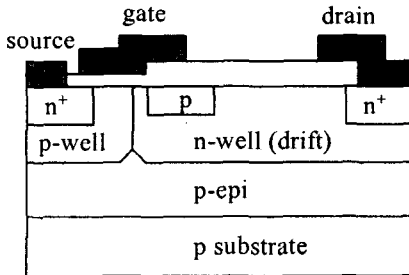 gate drain
source
n+ p n+
p-well n-well (drift)
p-epi
p substrate